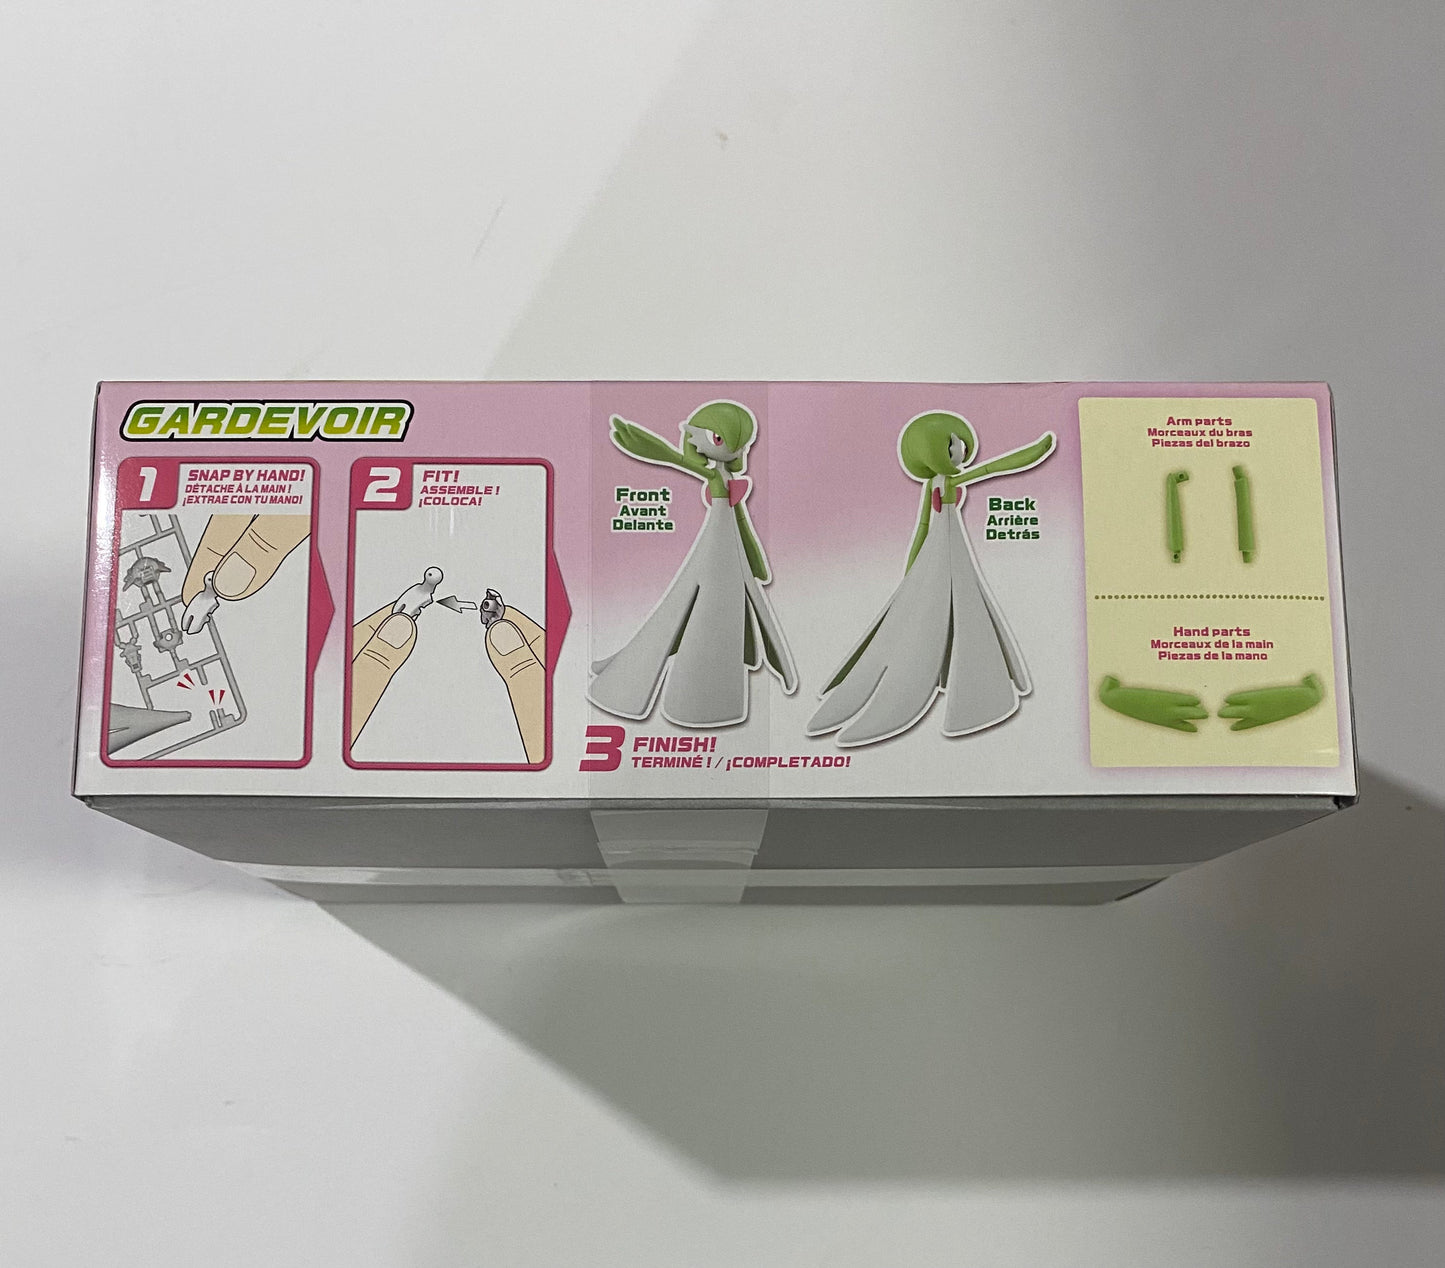 GARDEVOIR
1
SNAP BY HAND!
DÉTACHE À LA MAIN !
¡EXTRAE CON TU MANO!
2
FIT!
ASSEMBLE !
¡COLOCA!
Front
Avant
Delante
Back
Arrière
Detrás
3
FINISH!
TERMINÉ ! / ¡COMPLETADO!
Arm parts
Morceaux du bras
Piezas del brazo
Hand parts
Morceaux de la main
Piezas de la mano